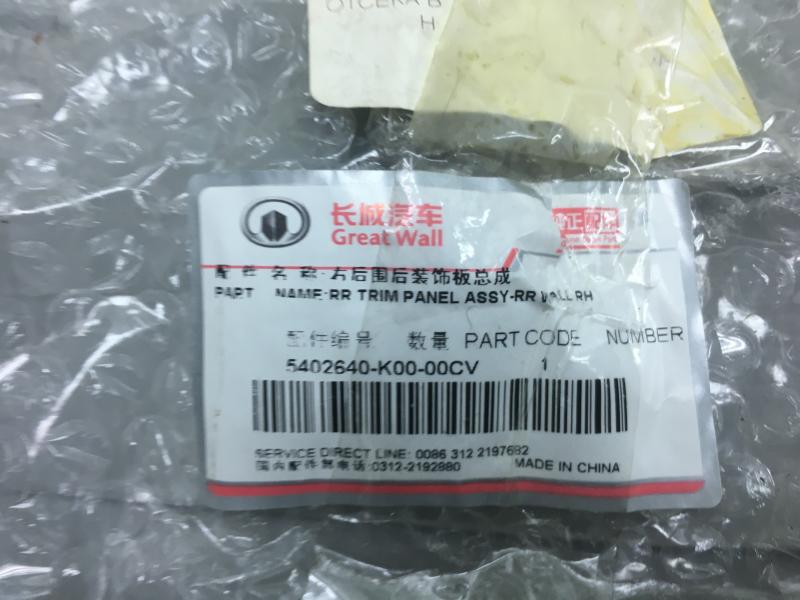 OTCEKA B
H
长城汽车
Great Wall
配件名称:右后围后装饰板总成
PART NAME:RR TRIM PANEL ASSY-RR WALL RH
配件编号 数量 PART CODE NUMBER
5402640-K00-00CV 1
SERVICE DIRECT LINE: 0086 312 2197682
国内配件部电话:0312-2192880 MADE IN CHINA